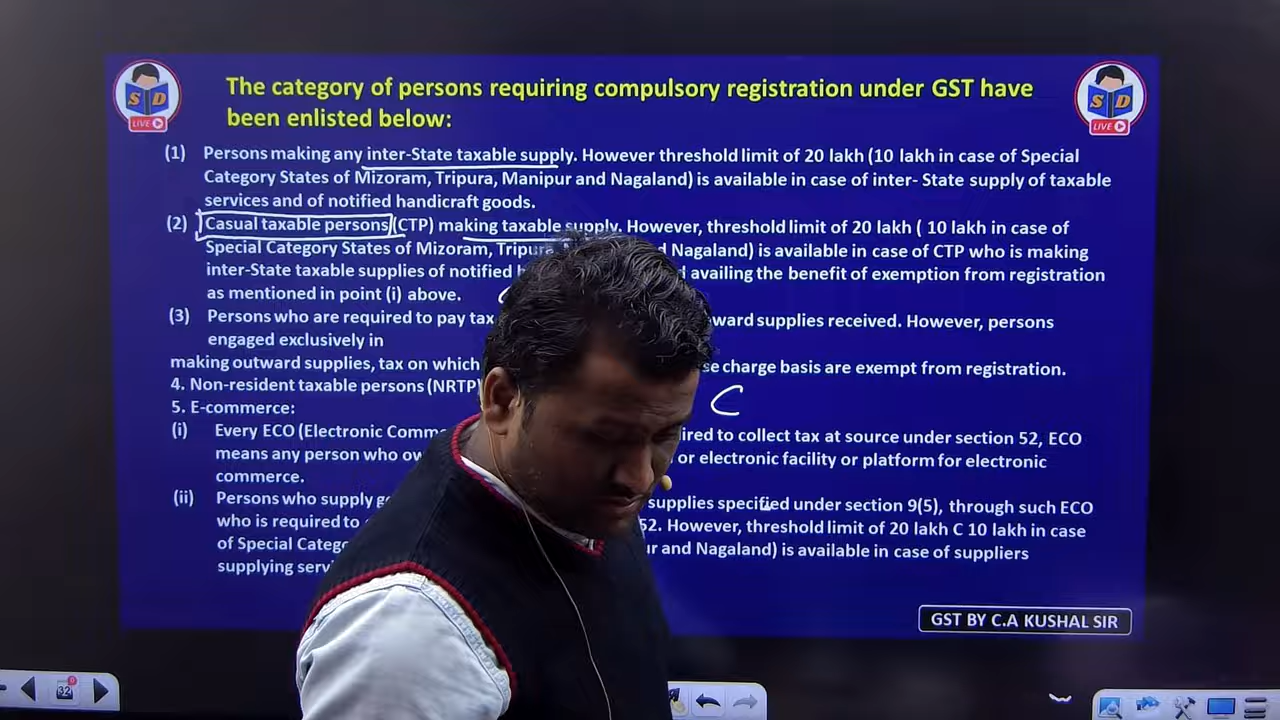 The category of persons requiring compulsory registration under GST have
been enlisted below:
S D
LIVE
S D
LIVE
(1) Persons making any inter-State taxable supply. However threshold limit of 20 lakh (10 lakh in case of Special
Category States of Mizoram, Tripura, Manipur and Nagaland) is available in case of inter- State supply of taxable
services and of notified handicraft goods.
(2) Casual taxable persons (CTP) making taxable supply. However, threshold limit of 20 lakh ( 10 lakh in case of
Special Category States of Mizoram, Tripura, d Nagaland) is available in case of CTP who is making
inter-State taxable supplies of notified availing the benefit of exemption from registration
as mentioned in point (i) above.
(3) Persons who are required to pay tax ward supplies received. However, persons
engaged exclusively in
making outward supplies, tax on which se charge basis are exempt from registration.
4. Non-resident taxable persons (NRTP)
C
5. E-commerce:
(i) Every ECO (Electronic Comme ired to collect tax at source under section 52, ECO
means any person who ow or electronic facility or platform for electronic
commerce.
(ii) Persons who supply go supplies specified under section 9(5), through such ECO
who is required to 52. However, threshold limit of 20 lakh C 10 lakh in case
of Special Catego ur and Nagaland) is available in case of suppliers
supplying serv
GST BY C.A KUSHAL SIR
32